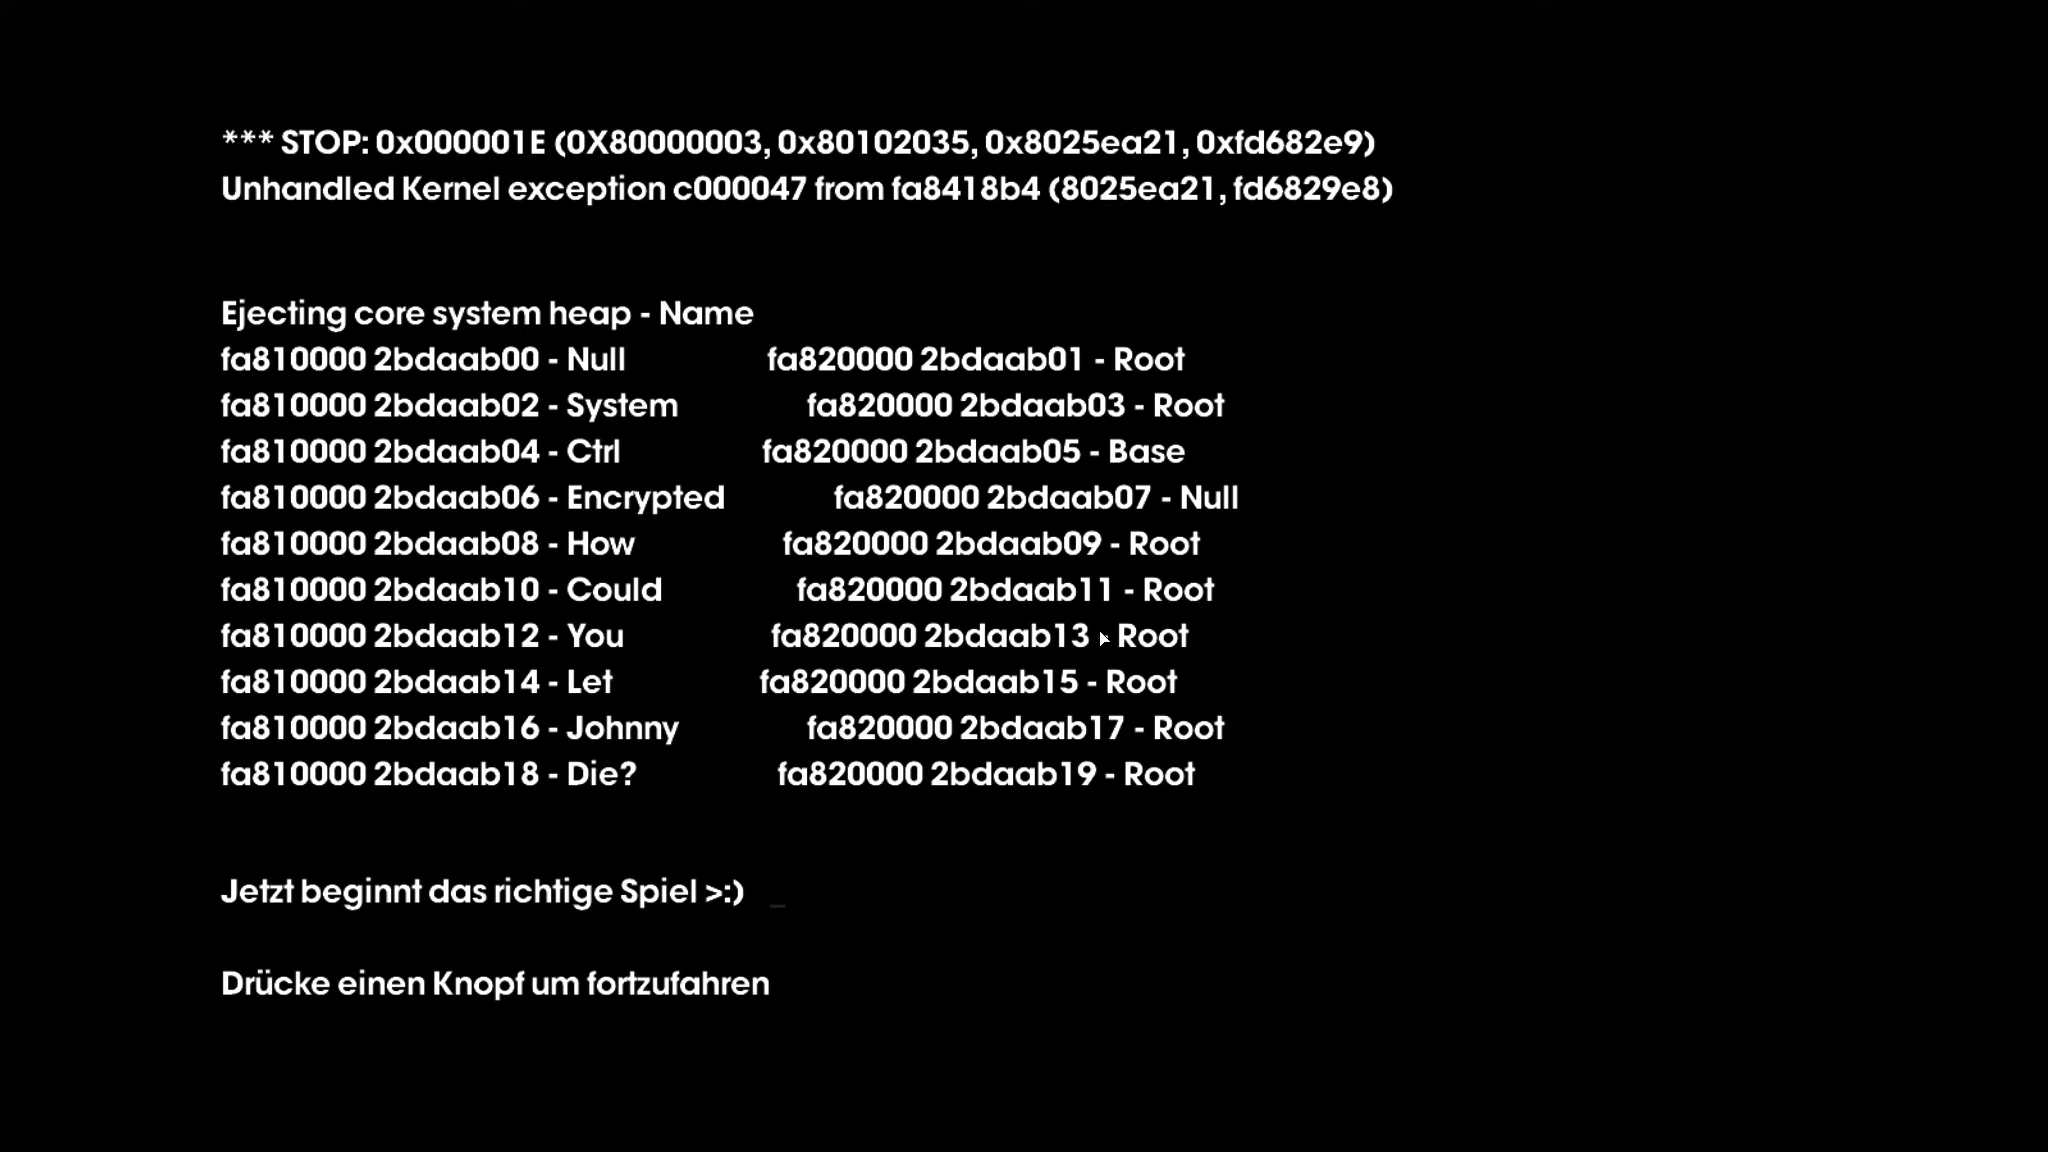 *** STOP: 0x000001E (0X80000003, 0x80102035, 0x8025ea21, 0xfd682e9)
Unhandled Kernel exception c000047 from fa8418b4 (8025ea21, fd6829e8)
Ejecting core system heap - Name
fa810000 2bdaab00 - Null fa820000 2bdaab01 - Root
fa810000 2bdaab02 - System fa820000 2bdaab03 - Root
fa810000 2bdaab04 - Ctrl fa820000 2bdaab05 - Base
fa810000 2bdaab06 - Encrypted fa820000 2bdaab07 - Null
fa810000 2bdaab08 - How fa820000 2bdaab09 - Root
fa810000 2bdaab10 - Could fa820000 2bdaab11 - Root
fa810000 2bdaab12 - You fa820000 2bdaab13 - Root
fa810000 2bdaab14 - Let fa820000 2bdaab15 - Root
fa810000 2bdaab16 - Johnny fa820000 2bdaab17 - Root
fa810000 2bdaab18 - Die? fa820000 2bdaab19 - Root
Jetzt beginnt das richtige Spiel >:) _
Drücke einen Knopf um fortzufahren